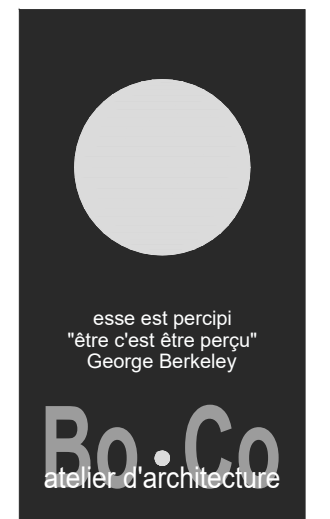 esse est percipi
"être c'est être perçu"
George Berkeley
Bo.Co
atelier d'architecture